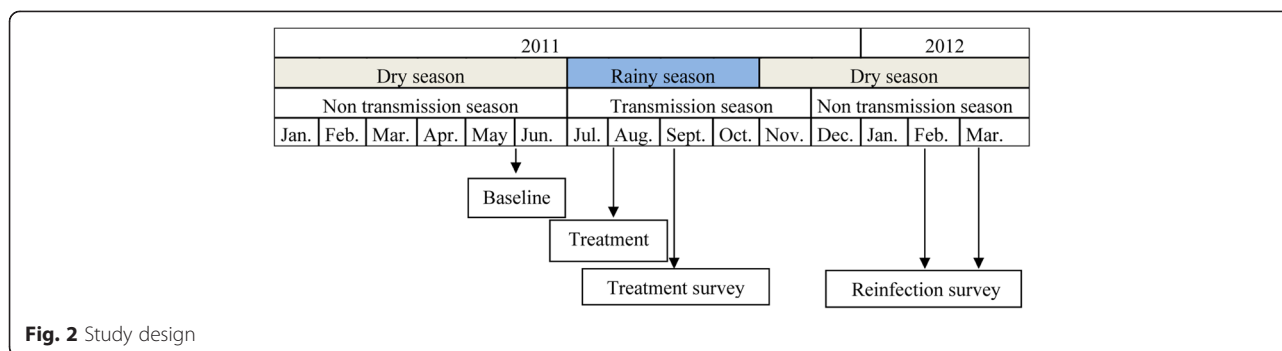 2011 2012
Dry season Rainy season Dry season
Non transmission season Transmission season Non transmission season
Jan. Feb. Mar. Apr. May Jun. Jul. Aug. Sept. Oct. Nov. Dec. Jan. Feb. Mar.
Baseline
Treatment
Treatment survey Reinfection survey
Fig. 2 Study design